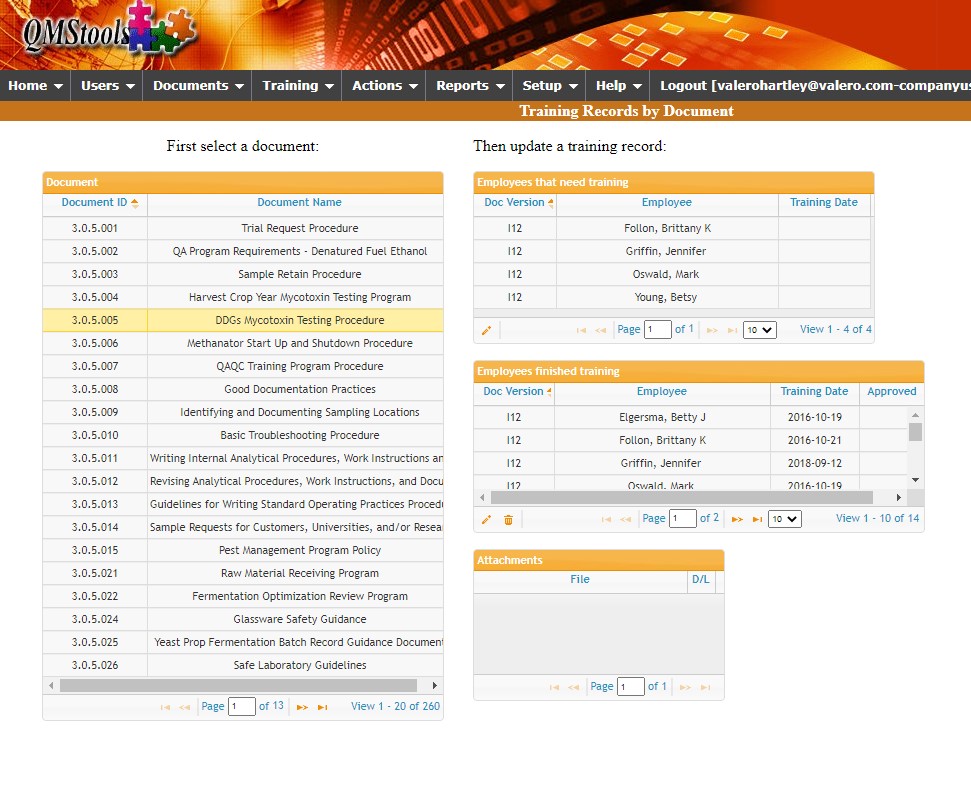 QMStools
Home Users Documents Training Actions Reports Setup Help Logout [valerohartley@valero.com-companyus
Training Records by Document
First select a document:
Document
Document ID Document Name
3.0.5.001 Trial Request Procedure
3.0.5.002 QA Program Requirements - Denatured Fuel Ethanol
3.0.5.003 Sample Retain Procedure
3.0.5.004 Harvest Crop Year Mycotoxin Testing Program
3.0.5.005 DDGs Mycotoxin Testing Procedure
3.0.5.006 Methanator Start Up and Shutdown Procedure
3.0.5.007 QAQC Training Program Procedure
3.0.5.008 Good Documentation Practices
3.0.5.009 Identifying and Documenting Sampling Locations
3.0.5.010 Basic Troubleshooting Procedure
3.0.5.011 Writing Internal Analytical Procedures, Work Instructions an
3.0.5.012 Revising Analytical Procedures, Work Instructions, and Docu
3.0.5.013 Guidelines for Writing Standard Operating Practices Proced
3.0.5.014 Sample Requests for Customers, Universities, and/or Resea
3.0.5.015 Pest Management Program Policy
3.0.5.021 Raw Material Receiving Program
3.0.5.022 Fermentation Optimization Review Program
3.0.5.024 Glassware Safety Guidance
3.0.5.025 Yeast Prop Fermentation Batch Record Guidance Document
3.0.5.026 Safe Laboratory Guidelines
Page 1 of 13 View 1 - 20 of 260
Then update a training record:
Employees that need training
Doc Version Employee Training Date
I12 Follon, Brittany K
I12 Griffin, Jennifer
I12 Oswald, Mark
I12 Young, Betsy
Page 1 of 1 10 View 1 - 4 of 4
Employees finished training
Doc Version Employee Training Date Approved
I12 Elgersma, Betty J 2016-10-19
I12 Follon, Brittany K 2016-10-21
I12 Griffin, Jennifer 2018-09-12
I12 Oswald, Mark 2016-10-19
Page 1 of 2 10 View 1 - 10 of 14
Attachments
File D/L
Page 1 of 1